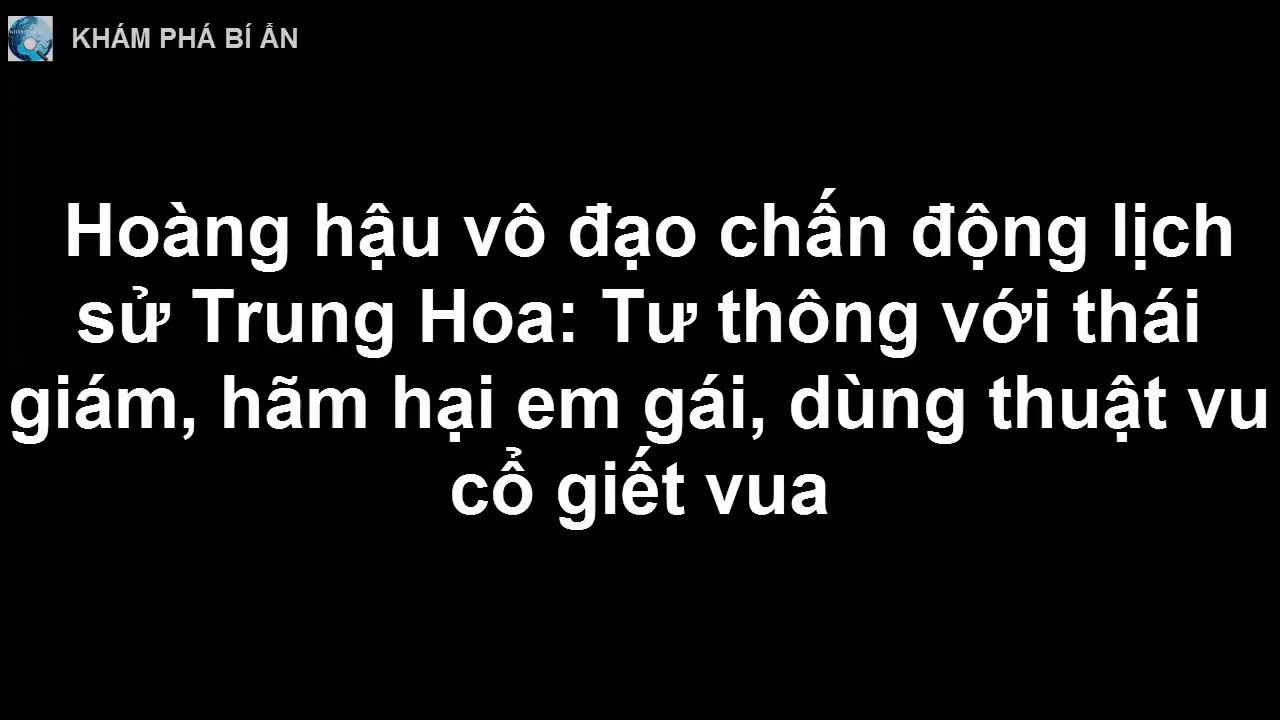 KHÁM PHÁ BÍ ẨN
Hoàng hậu vô đạo chấn động lịch
sử Trung Hoa: Tư thông với thái
giám, hãm hại em gái, dùng thuật vu
cổ giết vua